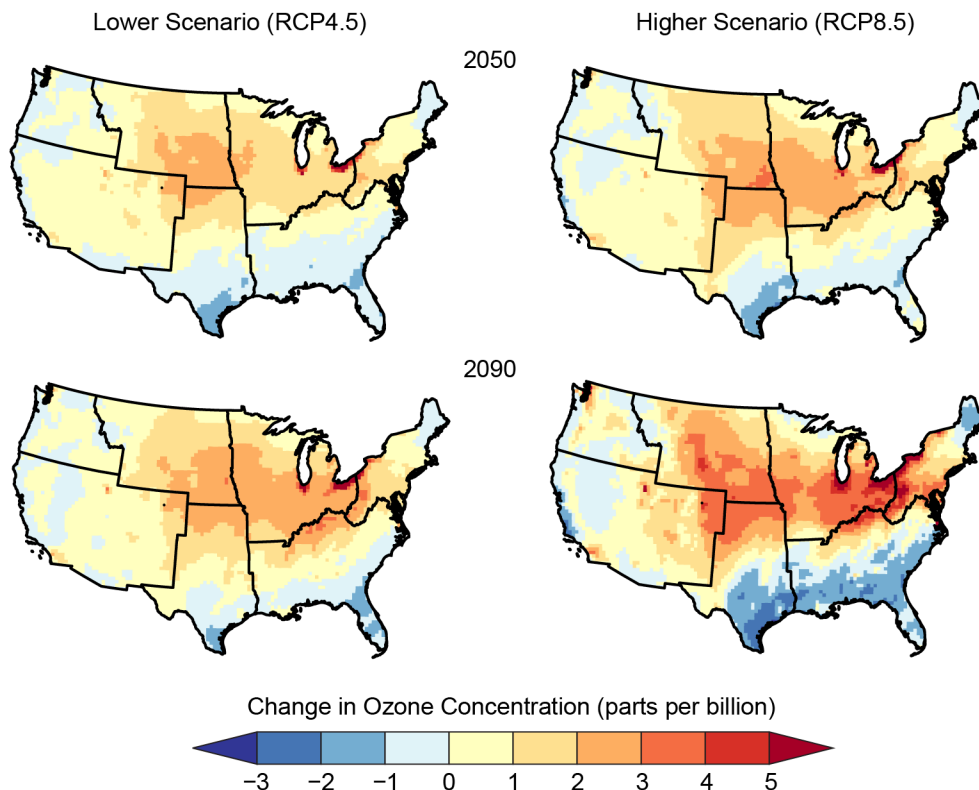 Lower Scenario (RCP4.5)
Higher Scenario (RCP8.5)
2050
2090
Change in Ozone Concentration (parts per billion)
−3 −2 −1 0 1 2 3 4 5